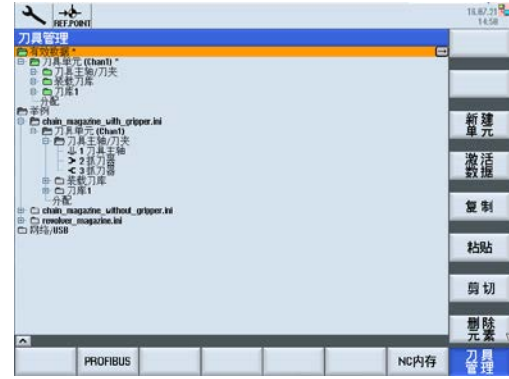 REF.POINT
18.07.21
14:58
刀具管理
有效数据 *
刀具单元 (Chan1) *
刀具主轴/刀夹
装载刀库
刀库1
分配
举例
chain_magazine_with_gripper.ini
刀具单元 (Chan1)
刀具主轴/刀夹
1 刀具主轴
2 抓刀器
3 抓刀器
装载刀库
刀库1
分配
chain_magazine_without_gripper.ini
revolver_magazine.ini
网络/USB
新建
单元
激活
数据
复制
粘贴
剪切
删除
元素
PROFIBUS
NC内存
刀具
管理